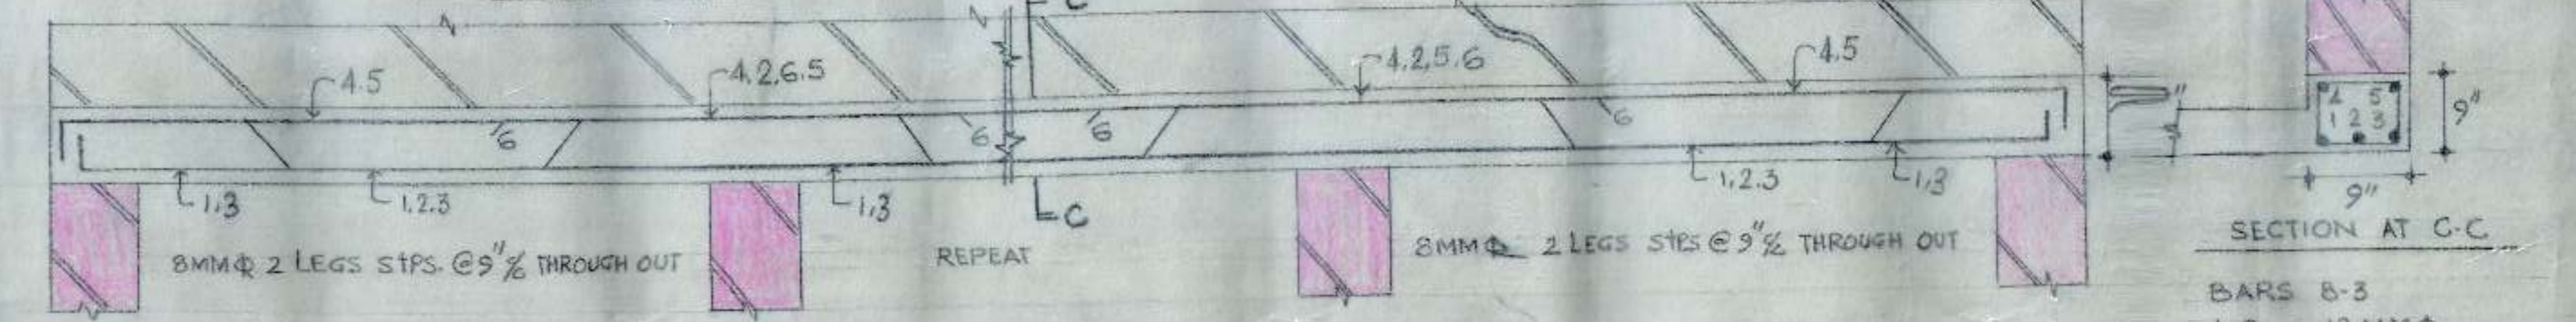 C
4.5
4.2.6.5
4.2.5.6
4.5
6
6
6
6
1.3
1.2.3
1.3
1.2.3
1.3
C
8MMΦ 2 LEGS STPS. @9" C/C THROUGH OUT
REPEAT
8MMΦ 2 LEGS STPS @9" C/C THROUGH OUT
4 5
1 2 3
9"
9"
SECTION AT C-C
BARS B-3